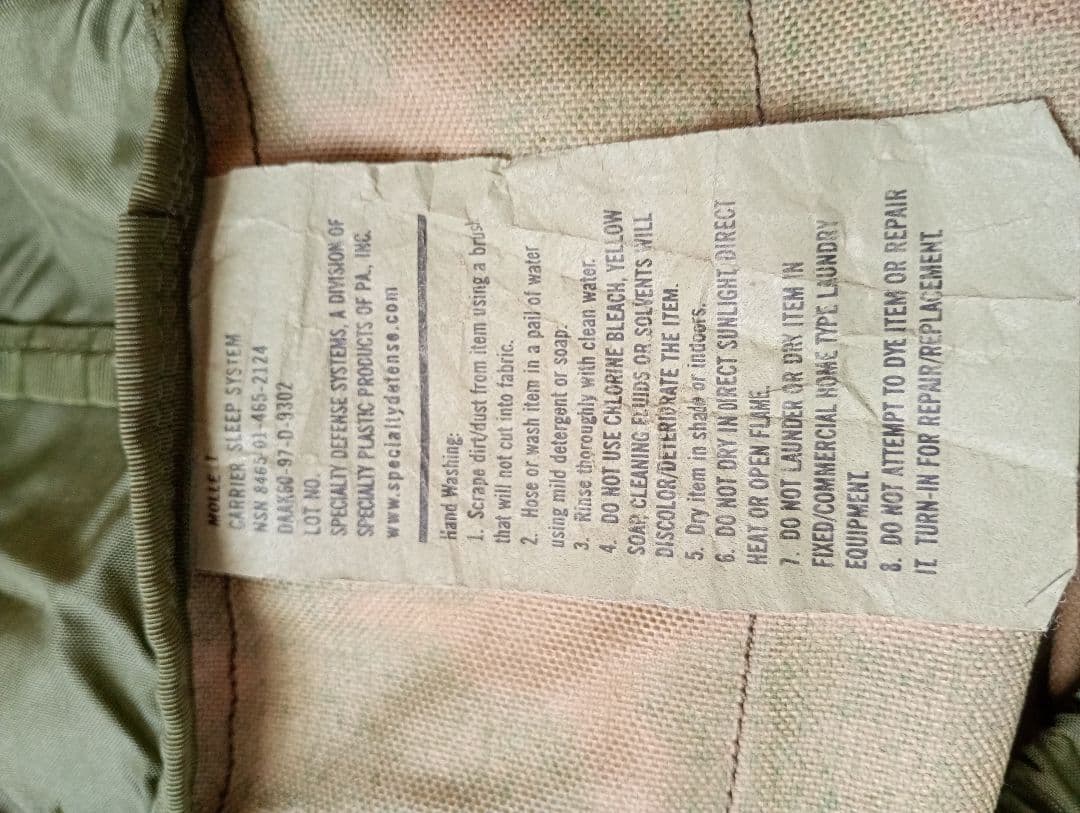 MOLLE I
CARRIER SLEEP SYSTEM
NSN 8465-01-465-2124
DAAK60-97-D-9302
LOT NO.
SPECIALTY DEFENSE SYSTEMS, A DIVISION OF
SPECIALTY PLASTIC PRODUCTS OF PA., INC.
www.specialtydefense.com
Hand Washing:
1. Scrape dirt/dust from item using a brush
that will not cut into fabric.
2. Hose or wash item in a pail of water
using mild detergent or soap.
3. Rinse thoroughly with clean water.
4. DO NOT USE CHLORINE BLEACH, YELLOW
SOAP, CLEANING FLUIDS OR SOLVENTS WILL
DISCOLOR/DETERIORATE THE ITEM.
5. Dry item in shade or indoors.
6. DO NOT DRY IN DIRECT SUNLIGHT, DIRECT
HEAT OR OPEN FLAME.
7. DO NOT LAUNDER OR DRY ITEM IN
FIXED/COMMERCIAL HOME TYPE LAUNDRY
EQUIPMENT.
8. DO NOT ATTEMPT TO DYE ITEM OR REPAIR
IT. TURN-IN FOR REPAIR/REPLACEMENT.